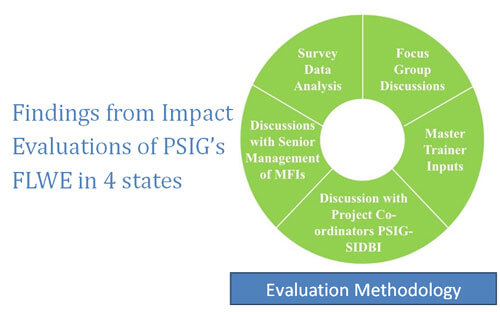 Findings from Impact
Evaluations of PSIG's
FLWE in 4 states
Survey
Data
Analysis
Focus
Group
Discussions
Discussions
with Senior
Management
of MFIs
Master
Trainer
Inputs
Discussion with
Project Co-
ordinators PSIG-
SIDBI
Evaluation Methodology